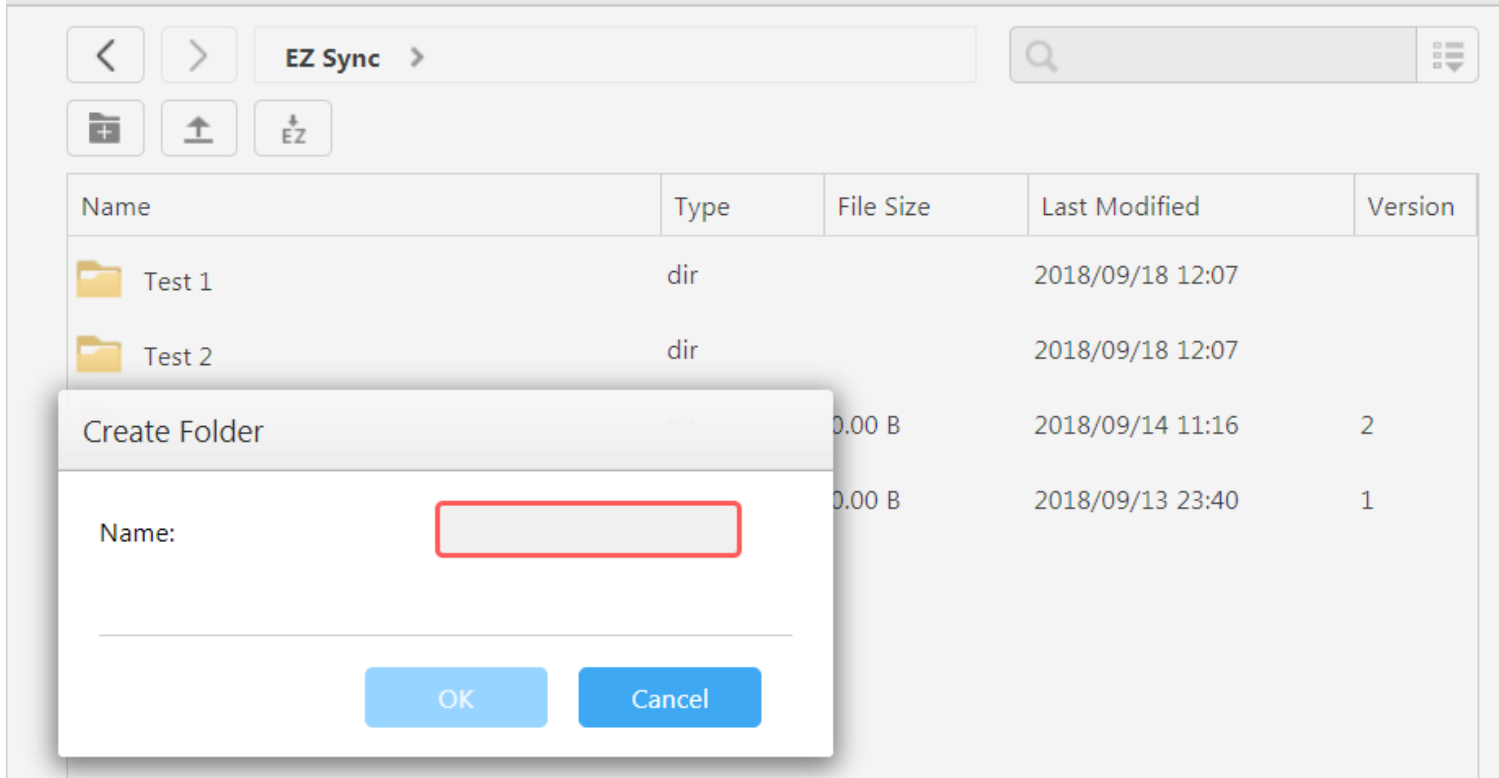 EZ Sync >
EZ
Name Type File Size Last Modified Version
Test 1 dir 2018/09/18 12:07
Test 2 dir 2018/09/18 12:07
0.00 B 2018/09/14 11:16 2
0.00 B 2018/09/13 23:40 1
Create Folder
Name:
OK Cancel